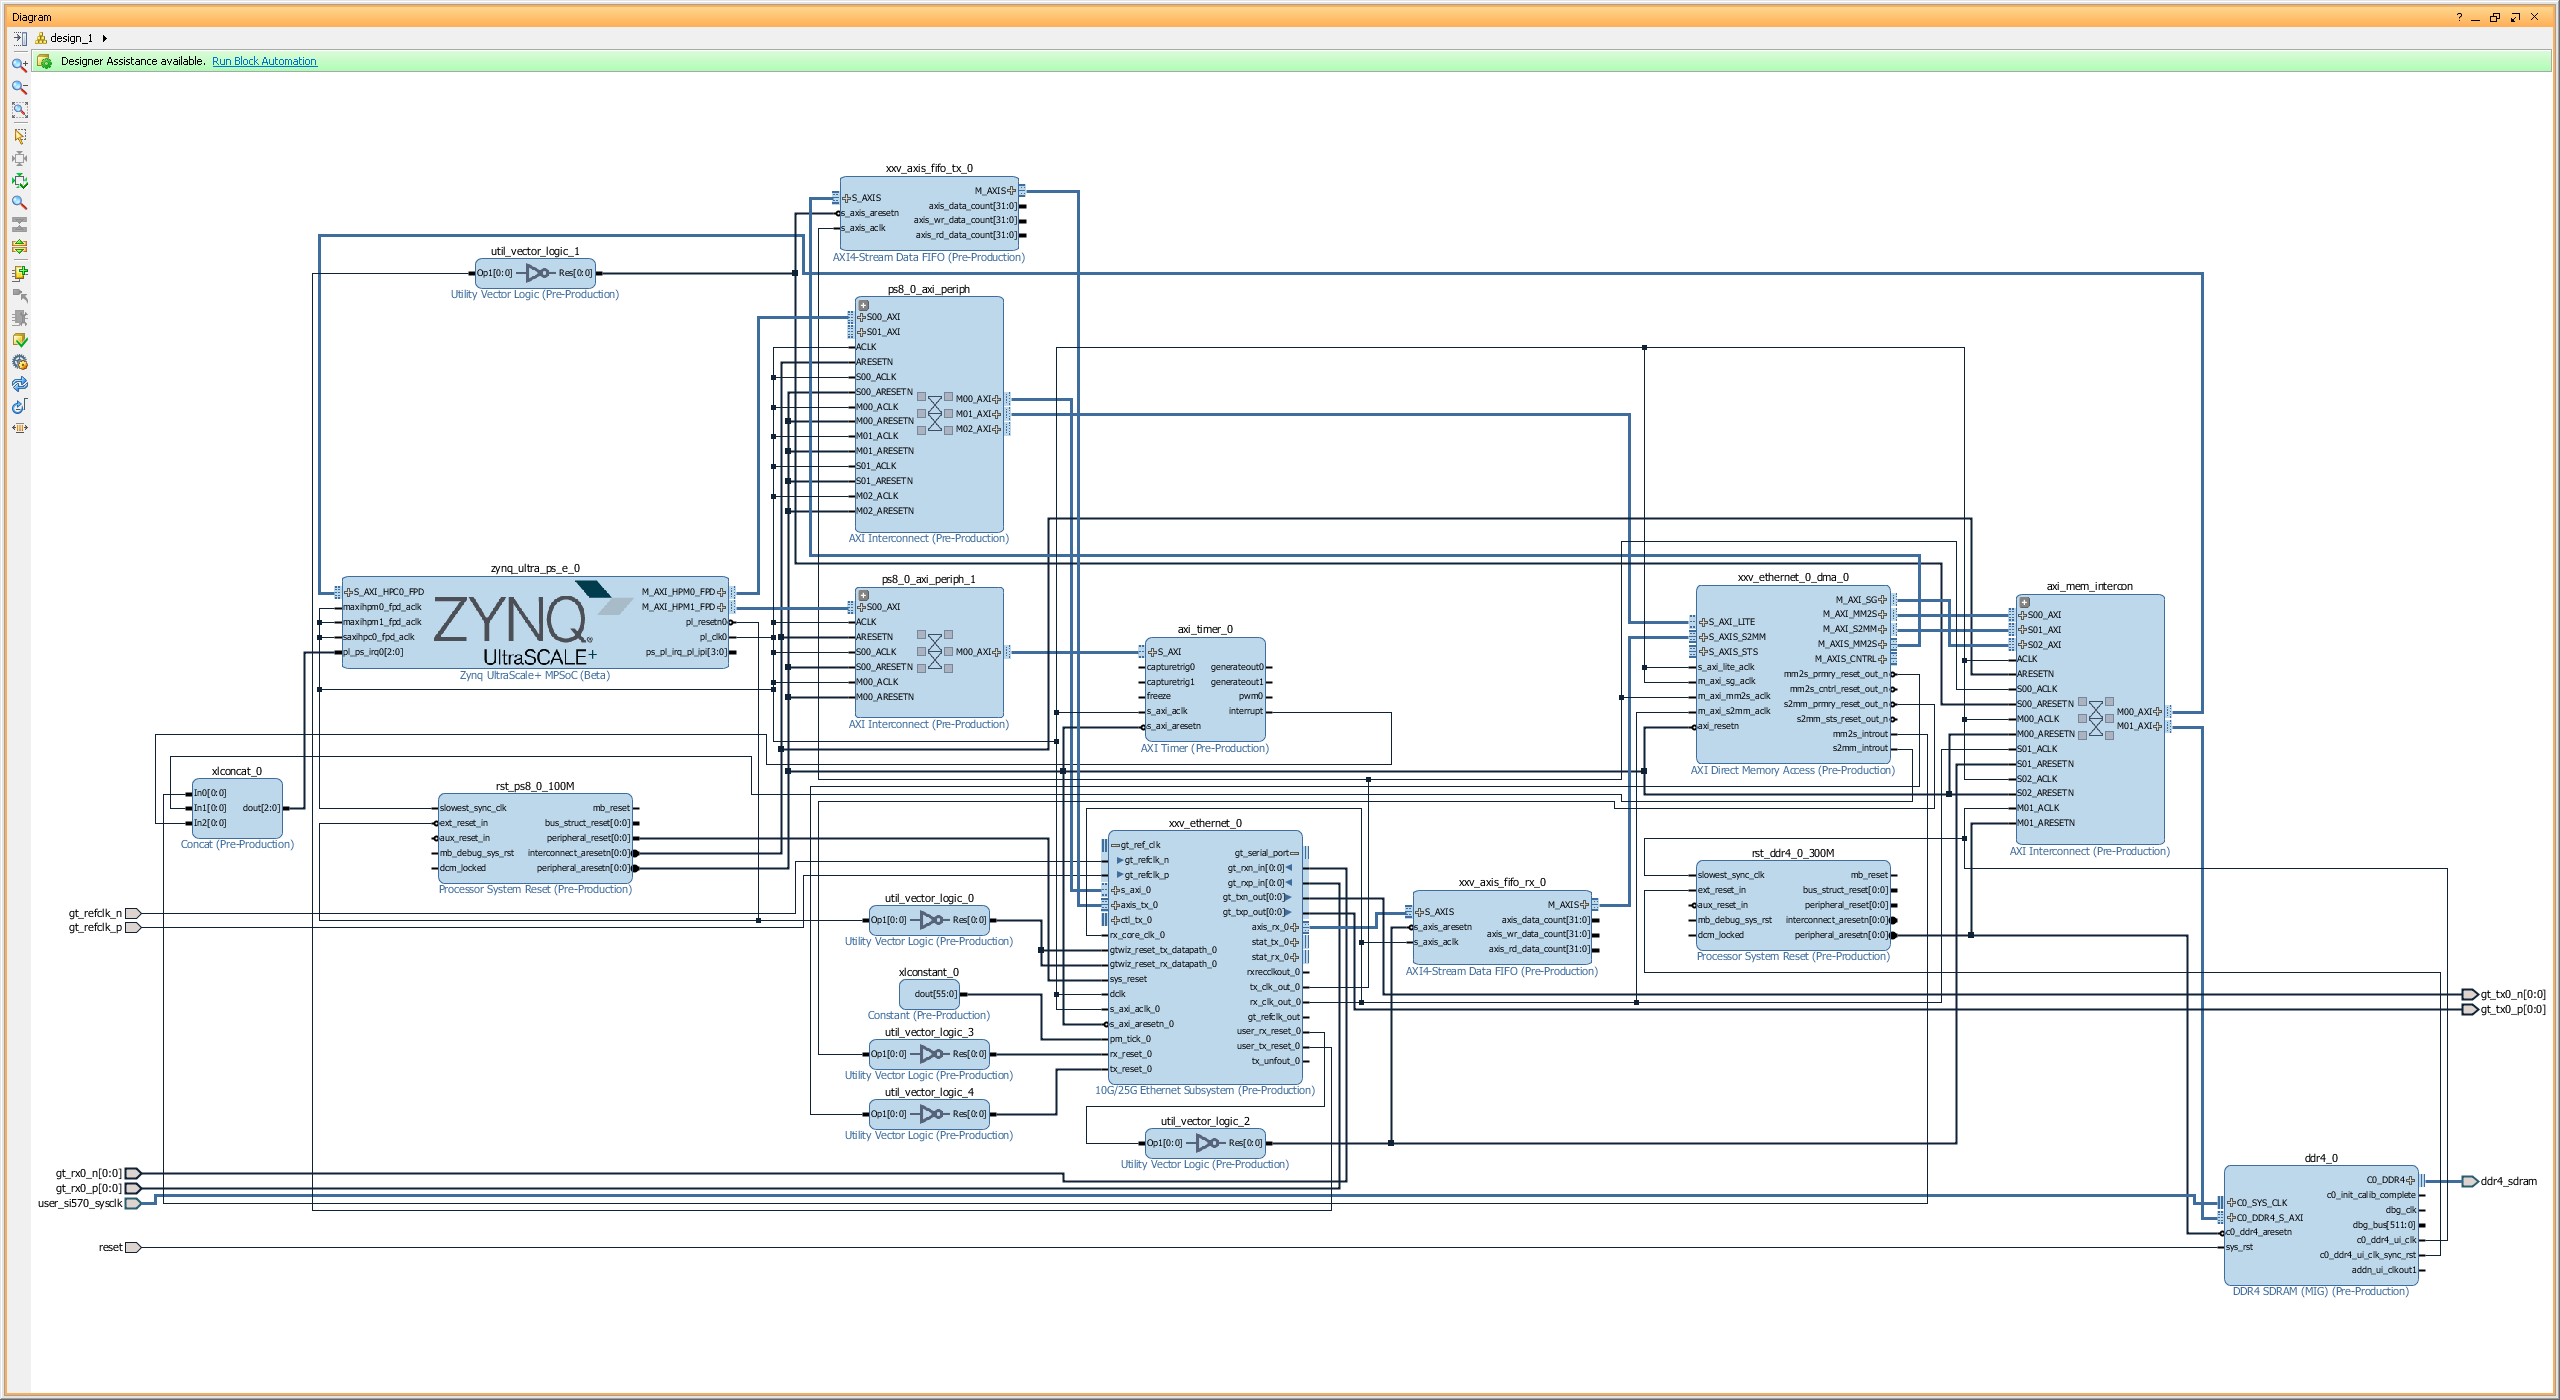 Diagram
design_1
Designer Assistance available. Run Block Automation
xxv_axis_fifo_tx_0
S_AXIS
s_axis_aresetn
s_axis_aclk
M_AXIS
axis_data_count[31:0]
axis_wr_data_count[31:0]
axis_rd_data_count[31:0]
AXI4-Stream Data FIFO (Pre-Production)
util_vector_logic_1
Op1[0:0]
Res[0:0]
Utility Vector Logic (Pre-Production)
ps8_0_axi_periph
S00_AXI
S01_AXI
ACLK
ARESETN
S00_ACLK
S00_ARESETN
M00_ACLK
M00_ARESETN
M01_ACLK
M01_ARESETN
S01_ACLK
S01_ARESETN
M02_ACLK
M02_ARESETN
M00_AXI
M01_AXI
M02_AXI
AXI Interconnect (Pre-Production)
zynq_ultra_ps_e_0
S_AXI_HPC0_FPD
maxihpm0_fpd_aclk
maxihpm1_fpd_aclk
saxihpc0_fpd_aclk
pl_ps_irq0[2:0]
ZYNQ
UltraSCALE+
M_AXI_HPM0_FPD
M_AXI_HPM1_FPD
pl_resetn0
pl_clk0
ps_pl_irq_pl_ipi[3:0]
Zynq UltraScale+ MPSoC (Beta)
ps8_0_axi_periph_1
S00_AXI
ACLK
ARESETN
S00_ACLK
S00_ARESETN
M00_ACLK
M00_ARESETN
M00_AXI
AXI Interconnect (Pre-Production)
axi_timer_0
S_AXI
capturetrig0
capturetrig1
freeze
s_axi_aclk
s_axi_aresetn
generateout0
generateout1
pwm0
interrupt
AXI Timer (Pre-Production)
xxv_ethernet_0_dma_0
S_AXI_LITE
S_AXIS_S2MM
S_AXIS_STS
s_axi_lite_aclk
m_axi_sg_aclk
m_axi_mm2s_aclk
m_axi_s2mm_aclk
axi_resetn
M_AXI_SG
M_AXI_MM2S
M_AXI_S2MM
M_AXIS_MM2S
M_AXIS_CNTRL
mm2s_prmry_reset_out_n
mm2s_cntrl_reset_out_n
s2mm_prmry_reset_out_n
s2mm_sts_reset_out_n
mm2s_introut
s2mm_introut
AXI Direct Memory Access (Pre-Production)
axi_mem_intercon
S00_AXI
S01_AXI
S02_AXI
ACLK
ARESETN
S00_ACLK
S00_ARESETN
M00_ACLK
M00_ARESETN
S01_ACLK
S01_ARESETN
S02_ACLK
S02_ARESETN
M01_ACLK
M01_ARESETN
M00_AXI
M01_AXI
AXI Interconnect (Pre-Production)
xlconcat_0
In0[0:0]
In1[0:0]
In2[0:0]
dout[2:0]
Concat (Pre-Production)
rst_ps8_0_100M
slowest_sync_clk
ext_reset_in
aux_reset_in
mb_debug_sys_rst
dcm_locked
mb_reset
bus_struct_reset[0:0]
peripheral_reset[0:0]
interconnect_aresetn[0:0]
peripheral_aresetn[0:0]
Processor System Reset (Pre-Production)
xxv_ethernet_0
gt_ref_clk
gt_refclk_n
gt_refclk_p
s_axi_0
axis_tx_0
ctl_tx_0
rx_core_clk_0
gtwiz_reset_tx_datapath_0
gtwiz_reset_rx_datapath_0
sys_reset
dclk
s_axi_aclk_0
s_axi_aresetn_0
pm_tick_0
rx_reset_0
tx_reset_0
gt_serial_port
gt_rxn_in[0:0]
gt_rxp_in[0:0]
gt_txn_out[0:0]
gt_txp_out[0:0]
axis_rx_0
stat_tx_0
stat_rx_0
rxrecclkout_0
tx_clk_out_0
rx_clk_out_0
gt_refclk_out
user_rx_reset_0
user_tx_reset_0
tx_unfout_0
10G/25G Ethernet Subsystem (Pre-Production)
xxv_axis_fifo_rx_0
S_AXIS
s_axis_aresetn
s_axis_aclk
M_AXIS
axis_data_count[31:0]
axis_wr_data_count[31:0]
axis_rd_data_count[31:0]
AXI4-Stream Data FIFO (Pre-Production)
rst_ddr4_0_300M
slowest_sync_clk
ext_reset_in
aux_reset_in
mb_debug_sys_rst
dcm_locked
mb_reset
bus_struct_reset[0:0]
peripheral_reset[0:0]
interconnect_aresetn[0:0]
peripheral_aresetn[0:0]
Processor System Reset (Pre-Production)
gt_refclk_n
gt_refclk_p
util_vector_logic_0
Op1[0:0]
Res[0:0]
Utility Vector Logic (Pre-Production)
xlconstant_0
dout[55:0]
Constant (Pre-Production)
util_vector_logic_3
Op1[0:0]
Res[0:0]
Utility Vector Logic (Pre-Production)
util_vector_logic_4
Op1[0:0]
Res[0:0]
Utility Vector Logic (Pre-Production)
util_vector_logic_2
Op1[0:0]
Res[0:0]
Utility Vector Logic (Pre-Production)
gt_tx0_n[0:0]
gt_tx0_p[0:0]
gt_rx0_n[0:0]
gt_rx0_p[0:0]
user_si570_sysclk
reset
ddr4_0
C0_SYS_CLK
C0_DDR4_S_AXI
c0_ddr4_aresetn
sys_rst
C0_DDR4
c0_init_calib_complete
dbg_clk
dbg_bus[511:0]
c0_ddr4_ui_clk
c0_ddr4_ui_clk_sync_rst
addn_ui_clkout1
DDR4 SDRAM (MIG) (Pre-Production)
ddr4_sdram